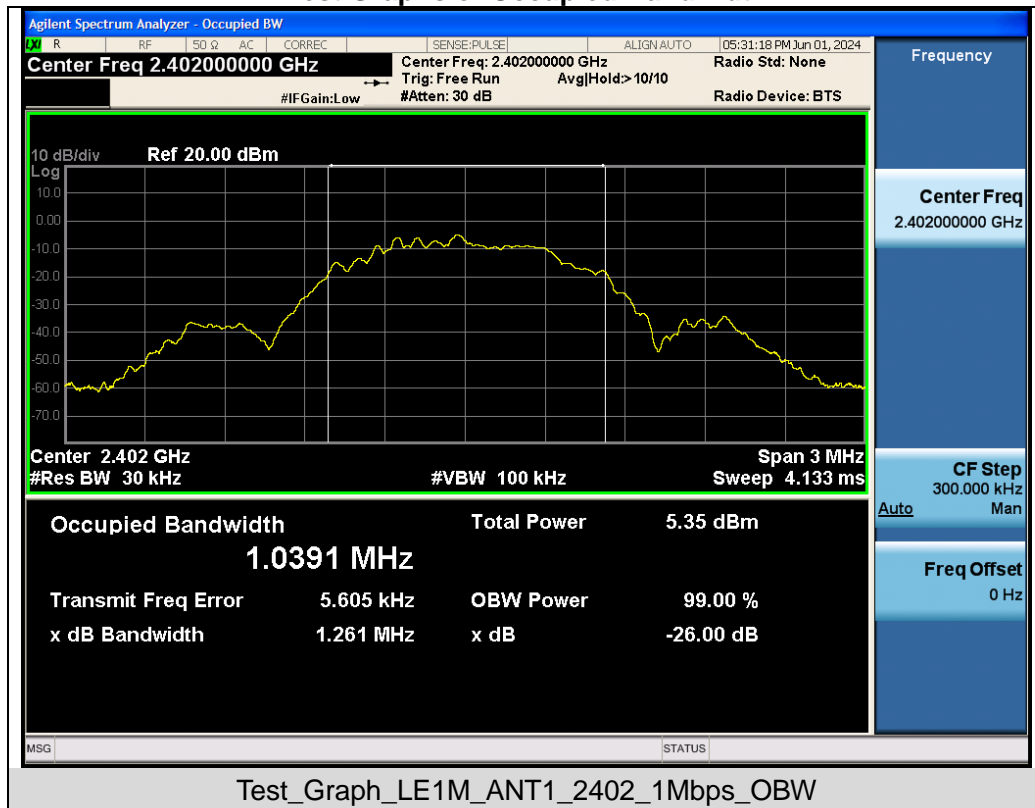 Agilent Spectrum Analyzer - Occupied BW
LXI R RF 50 Ω AC CORREC SENSE:PULSE ALIGN AUTO 05:31:18 PM Jun 01, 2024
Center Freq 2.402000000 GHz
Center Freq: 2.402000000 GHz
Radio Std: None
Trig: Free Run Avg|Hold:> 10/10
#IFGain:Low #Atten: 30 dB Radio Device: BTS
Frequency
10 dB/div Ref 20.00 dBm
Log
10.0
0.00
-10.0
-20.0
-30.0
-40.0
-50.0
-60.0
-70.0
Center 2.402 GHz Span 3 MHz
#Res BW 30 kHz #VBW 100 kHz Sweep 4.133 ms
Center Freq
2.402000000 GHz
CF Step
300.000 kHz
Auto Man
Freq Offset
0 Hz
Occupied Bandwidth Total Power 5.35 dBm
1.0391 MHz
Transmit Freq Error 5.605 kHz OBW Power 99.00 %
x dB Bandwidth 1.261 MHz x dB -26.00 dB
MSG STATUS
Test_Graph_LE1M_ANT1_2402_1Mbps_OBW